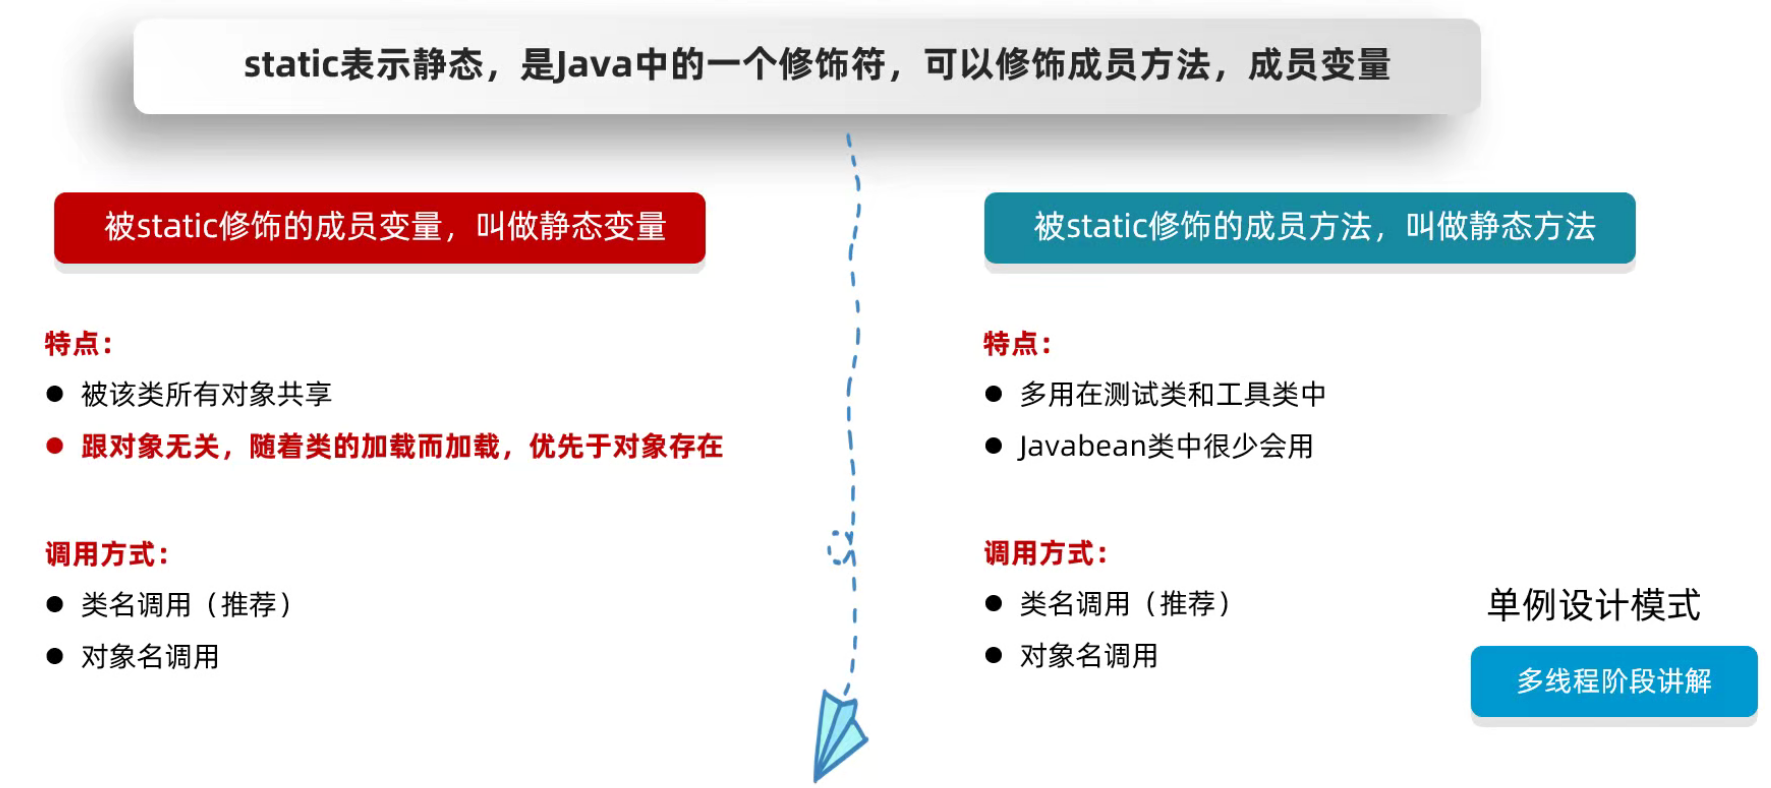 static表示静态，是Java中的一个修饰符，可以修饰成员方法，成员变量
被static修饰的成员变量，叫做静态变量
特点：
被该类所有对象共享
跟对象无关，随着类的加载而加载，优先于对象存在
调用方式：
类名调用（推荐）
对象名调用
被static修饰的成员方法，叫做静态方法
特点：
多用在测试类和工具类中
Javabean类中很少会用
调用方式：
类名调用（推荐）
对象名调用
单例设计模式
多线程阶段讲解